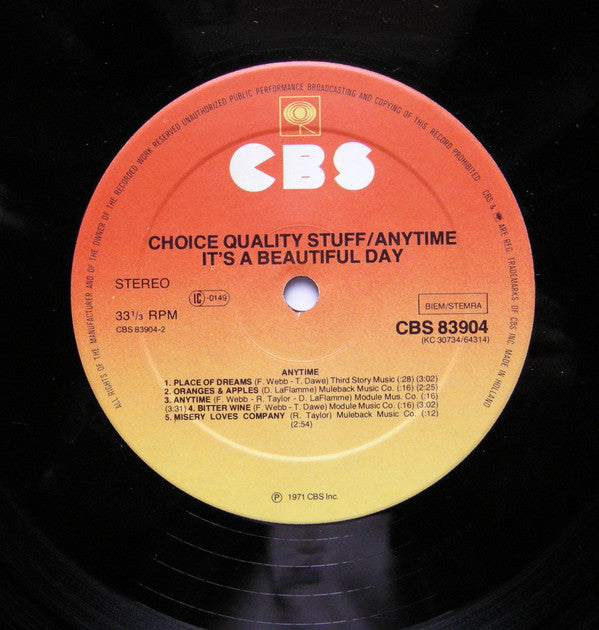 ALL RIGHTS OF THE MANUFACTURER AND OF THE OWNER OF THE RECORDED WORK RESERVED UNAUTHORIZED PUBLIC PERFORMANCE BROADCASTING AND COPYING OF THIS RECORD PROHIBITED. CBS & ARE REG. TRADEMARKS OF CBS INC. MADE IN HOLLAND
CBS
CHOICE QUALITY STUFF/ANYTIME
IT'S A BEAUTIFUL DAY
STEREO
LC-0149
BIEM/STEMRA
33 1/3 RPM
CBS 83904-2
CBS 83904
(KC 30734/64314)
ANYTIME
1. PLACE OF DREAMS (F. Webb - T. Dawe) Third Story Music (:28) (3:02)
2. ORANGES & APPLES (D. LaFlamme) Muleback Music Co. (:16) (2:25)
3. ANYTIME (F. Webb - R. Taylor - D. LaFlamme) Module Mus. Co. (:16)
(3:31) 4. BITTER WINE (F. Webb - T. Dawe) Module Music Co. (:16) (3:02)
5. MISERY LOVES COMPANY (R. Taylor) Muleback Music Co. (:12)
(2:54)
Ⓟ 1971 CBS Inc.